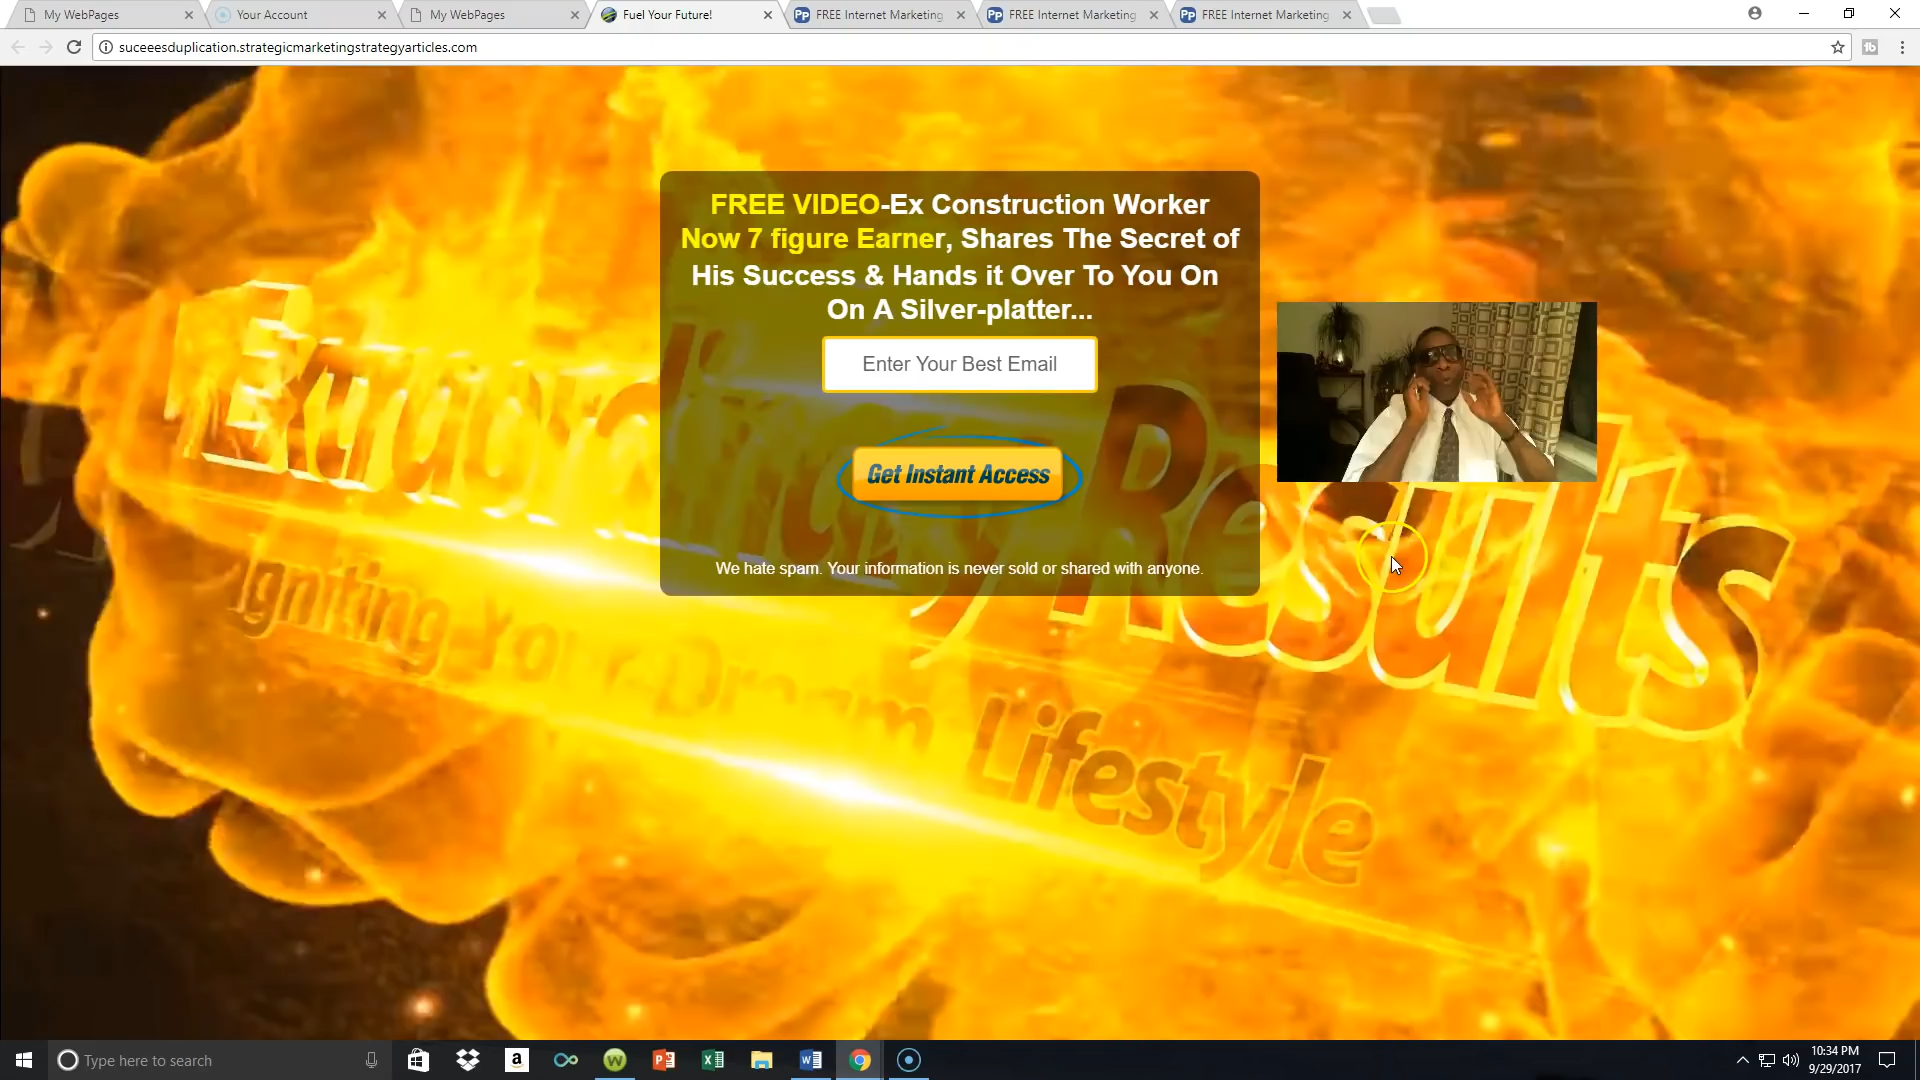 My WebPages
Your Account
My WebPages
Fuel Your Future!
FREE Internet Marketing
FREE Internet Marketing
FREE Internet Marketing
suceeesduplication.strategicmarketingstrategyarticles.com
FREE VIDEO-Ex Construction Worker
Now 7 figure Earner, Shares The Secret of
His Success & Hands it Over To You On
On A Silver-platter...
Enter Your Best Email
Get Instant Access
We hate spam. Your information is never sold or shared with anyone.
Results
Igniting Your Dream Lifestyle
Type here to search
10:34 PM
9/29/2017